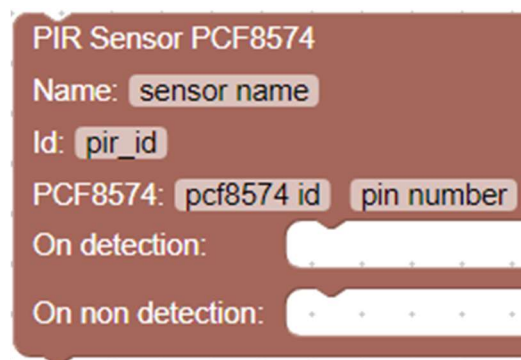 PIR Sensor PCF8574
Name: sensor name
Id: pir_id
PCF8574: pcf8574 id pin number
On detection:
On non detection: